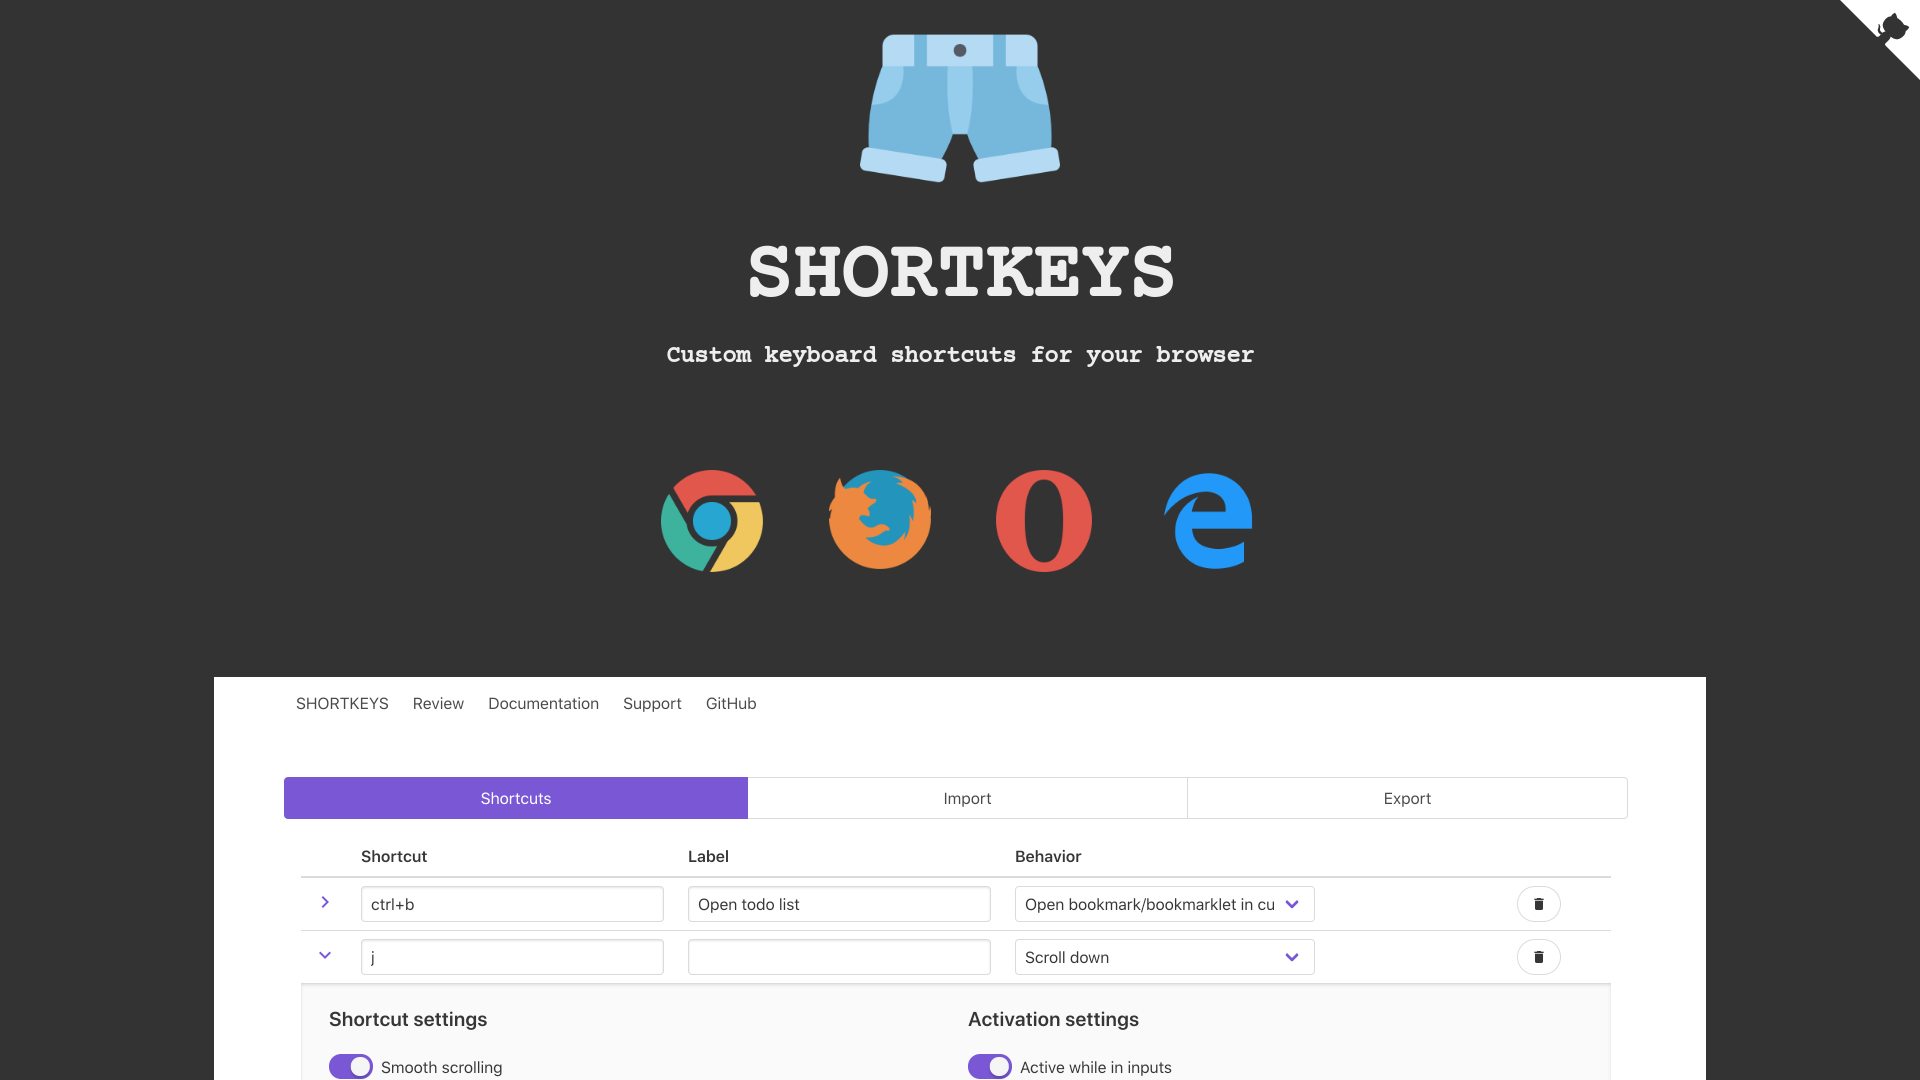 SHORTKEYS
Custom keyboard shortcuts for your browser
SHORTKEYS Review Documentation Support GitHub
Shortcuts Import Export
Shortcut Label Behavior
ctrl+b Open todo list Open bookmark/bookmarklet in cu
j Scroll down
Shortcut settings Activation settings
Smooth scrolling Active while in inputs